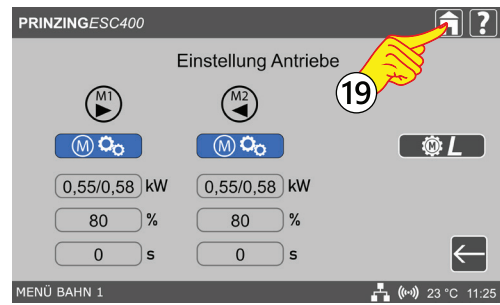 PRINZINGESC400 ?
Einstellung Antriebe
19
M1 M2
M M M L
0,55/0,58 kW 0,55/0,58 kW
80 % 80 %
0 s 0 s
MENÜ BAHN 1 23 °C 11:25